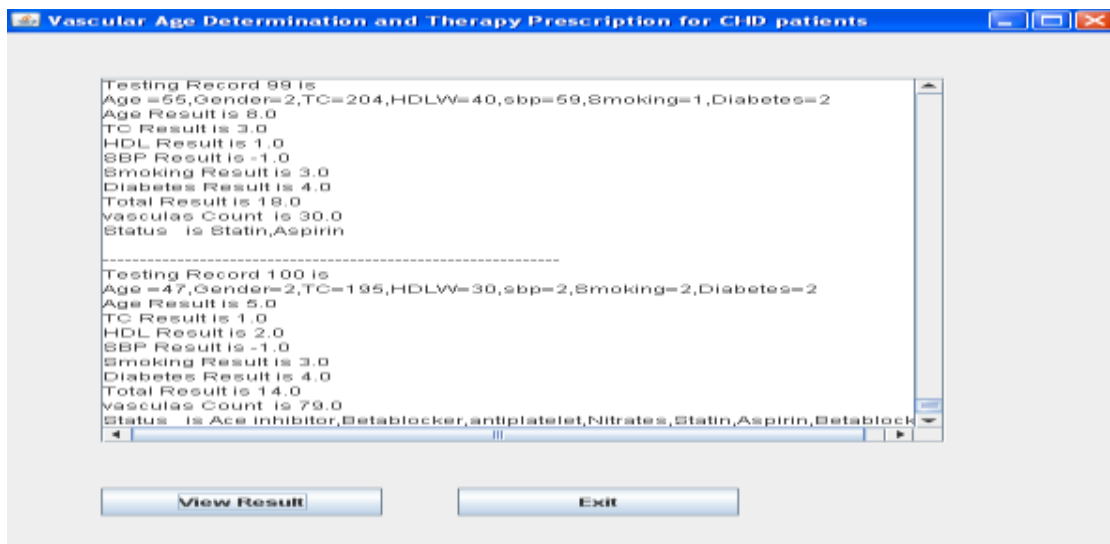 Vascular Age Determination and Therapy Prescription for CHD patients
Testing Record 99 is
Age =55,Gender=2,TC=204,HDLW=40,sbp=59,Smoking=1,Diabetes=2
Age Result is 8.0
TC Result is 3.0
HDL Result is 1.0
SBP Result is -1.0
Smoking Result is 3.0
Diabetes Result is 4.0
Total Result is 18.0
vasculas Count is 30.0
Status is Statin,Aspirin
------------------------------------------------------------
Testing Record 100 is
Age =47,Gender=2,TC=195,HDLW=30,sbp=2,Smoking=2,Diabetes=2
Age Result is 5.0
TC Result is 1.0
HDL Result is 2.0
SBP Result is -1.0
Smoking Result is 3.0
Diabetes Result is 4.0
Total Result is 14.0
vasculas Count is 79.0
Status is Ace inhibitor,Betablocker,antiplatelet,Nitrates,Statin,Aspirin,Betablock
View Result Exit